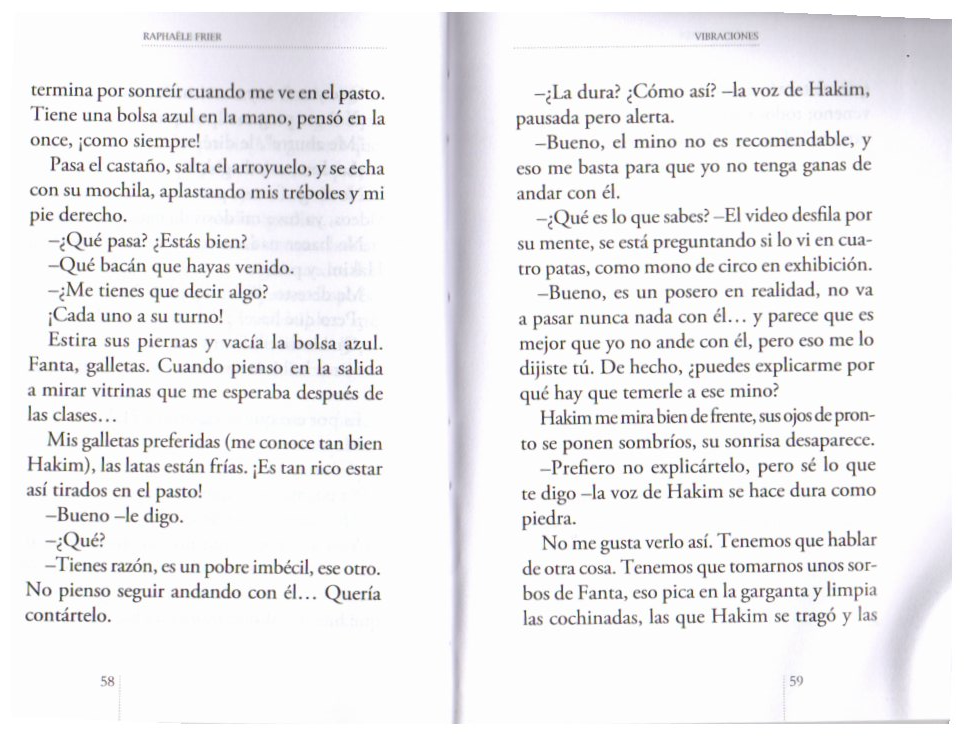 RAPHAËLE FRIER
termina por sonreír cuando me ve en el pasto.
Tiene una bolsa azul en la mano, pensó en la
once, ¡como siempre!
Pasa el castaño, salta el arroyuelo, y se echa
con su mochila, aplastando mis tréboles y mi
pie derecho.
–¿Qué pasa? ¿Estás bien?
–Qué bacán que hayas venido.
–¿Me tienes que decir algo?
¡Cada uno a su turno!
Estira sus piernas y vacía la bolsa azul.
Fanta, galletas. Cuando pienso en la salida
a mirar vitrinas que me esperaba después de
las clases…
Mis galletas preferidas (me conoce tan bien
Hakim), las latas están frías. ¡Es tan rico estar
así tirados en el pasto!
–Bueno –le digo.
–¿Qué?
–Tienes razón, es un pobre imbécil, ese otro.
No pienso seguir andando con él… Quería
contártelo.
58
VIBRACIONES
–¿La dura? ¿Cómo así? –la voz de Hakim,
pausada pero alerta.
–Bueno, el mino no es recomendable, y
eso me basta para que yo no tenga ganas de
andar con él.
–¿Qué es lo que sabes? –El video desfila por
su mente, se está preguntando si lo vi en cua-
tro patas, como mono de circo en exhibición.
–Bueno, es un posero en realidad, no va
a pasar nunca nada con él… y parece que es
mejor que yo no ande con él, pero eso me lo
dijiste tú. De hecho, ¿puedes explicarme por
qué hay que temerle a ese mino?
Hakim me mira bien de frente, sus ojos de pron-
to se ponen sombríos, su sonrisa desaparece.
–Prefiero no explicártelo, pero sé lo que
te digo –la voz de Hakim se hace dura como
piedra.
No me gusta verlo así. Tenemos que hablar
de otra cosa. Tenemos que tomarnos unos sor-
bos de Fanta, eso pica en la garganta y limpia
las cochinadas, las que Hakim se tragó y las
59